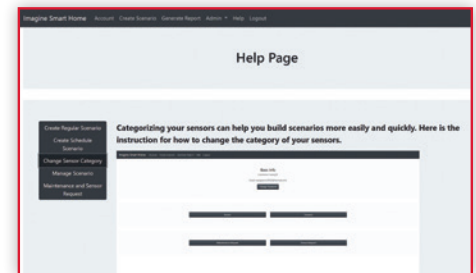 Imagine Smart Home Account Create Scenario Generate Report Admin Help Logout
Help Page
Create Regular Scenario
Create Schedule
Scenario
Change Sensor Category
Manage Scenario
Maintenance and Sensor
Request
Categorizing your sensors can help you build scenarios more easily and quickly. Here is the
instruction for how to change the category of your sensors.